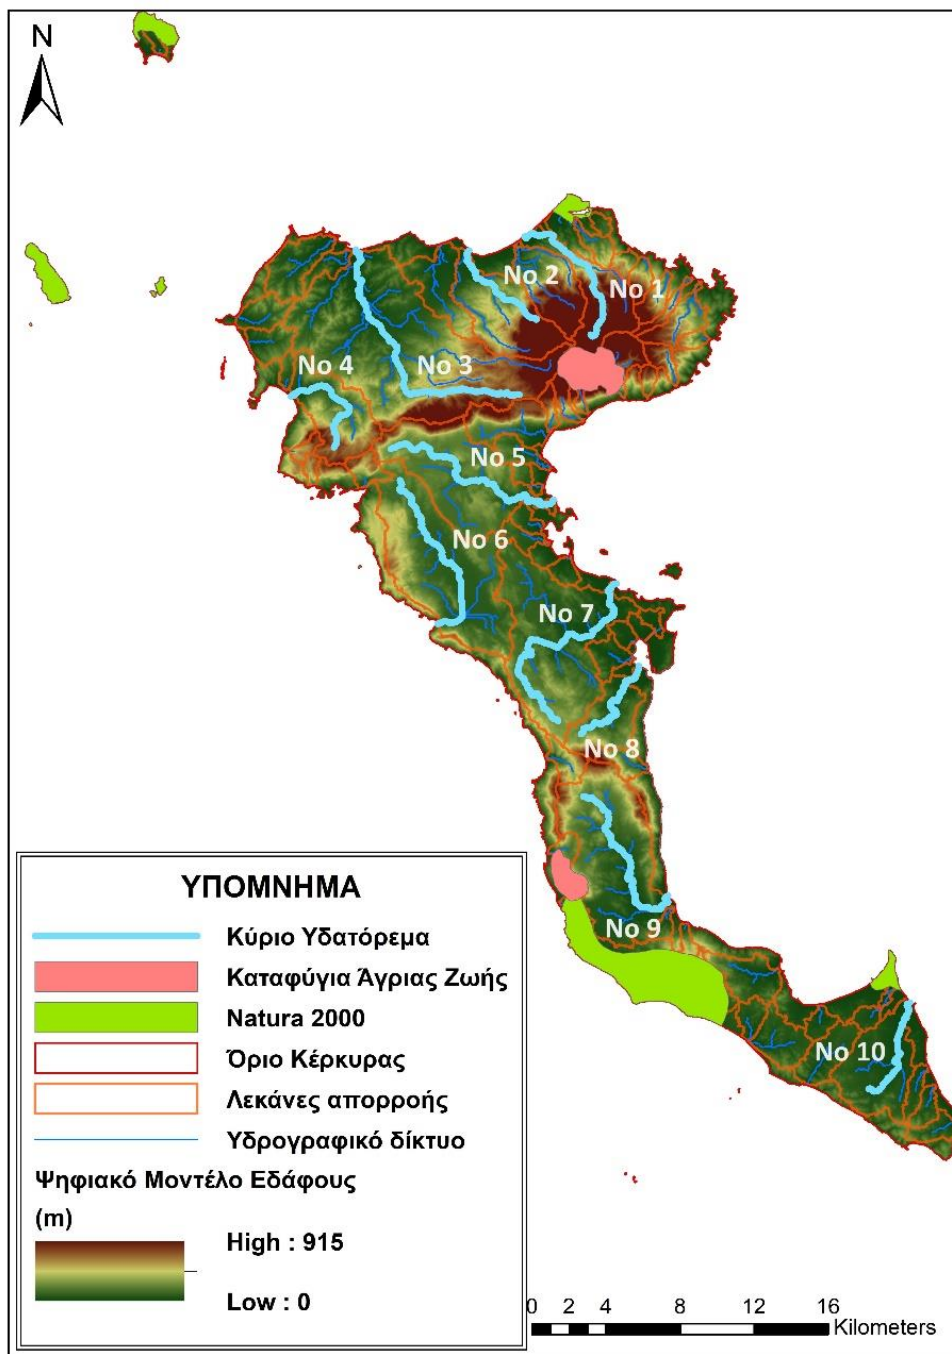 N
No 1
No 2
No 3
No 4
No 5
No 6
No 7
No 8
No 9
No 10
ΥΠΟΜΝΗΜΑ
Κύριο Υδατόρεμα
Καταφύγια Άγριας Ζωής
Natura 2000
Όριο Κέρκυρας
Λεκάνες απορροής
Υδρογραφικό δίκτυο
Ψηφιακό Μοντέλο Εδάφους
(m)
High : 915
Low : 0
0 2 4 8 12 16
Kilometers